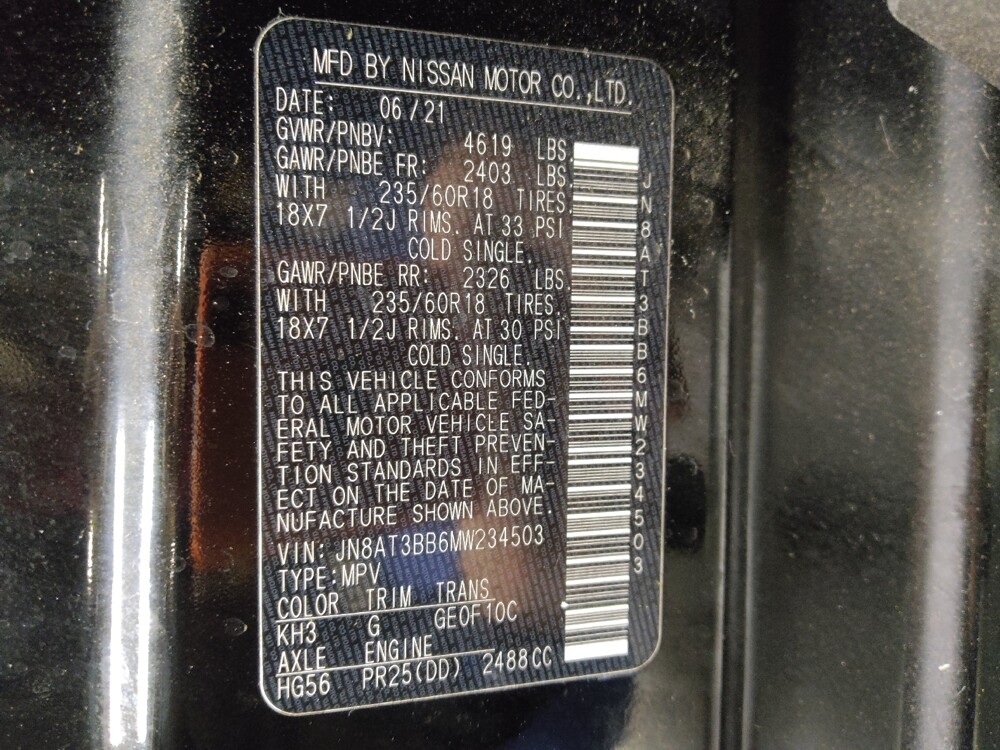 MFD BY NISSAN MOTOR CO.,LTD.
DATE: 06/21
GVWR/PNBV: 4619 LBS.
GAWR/PNBE FR: 2403 LBS.
WITH 235/60R18 TIRES.
18X7 1/2J RIMS. AT 33 PSI
COLD SINGLE.
GAWR/PNBE RR: 2326 LBS.
WITH 235/60R18 TIRES.
18X7 1/2J RIMS. AT 30 PSI
COLD SINGLE.
THIS VEHICLE CONFORMS
TO ALL APPLICABLE FED-
ERAL MOTOR VEHICLE SA-
FETY AND THEFT PREVEN-
TION STANDARDS IN EFF-
ECT ON THE DATE OF MA-
NUFACTURE SHOWN ABOVE.
VIN: JN8AT3BB6MW234503
TYPE:MPV
COLOR TRIM TRANS
KH3 G GE0F10C
AXLE ENGINE
HG56 PR25(DD) 2488CC
JN8AT3BB6MW234503